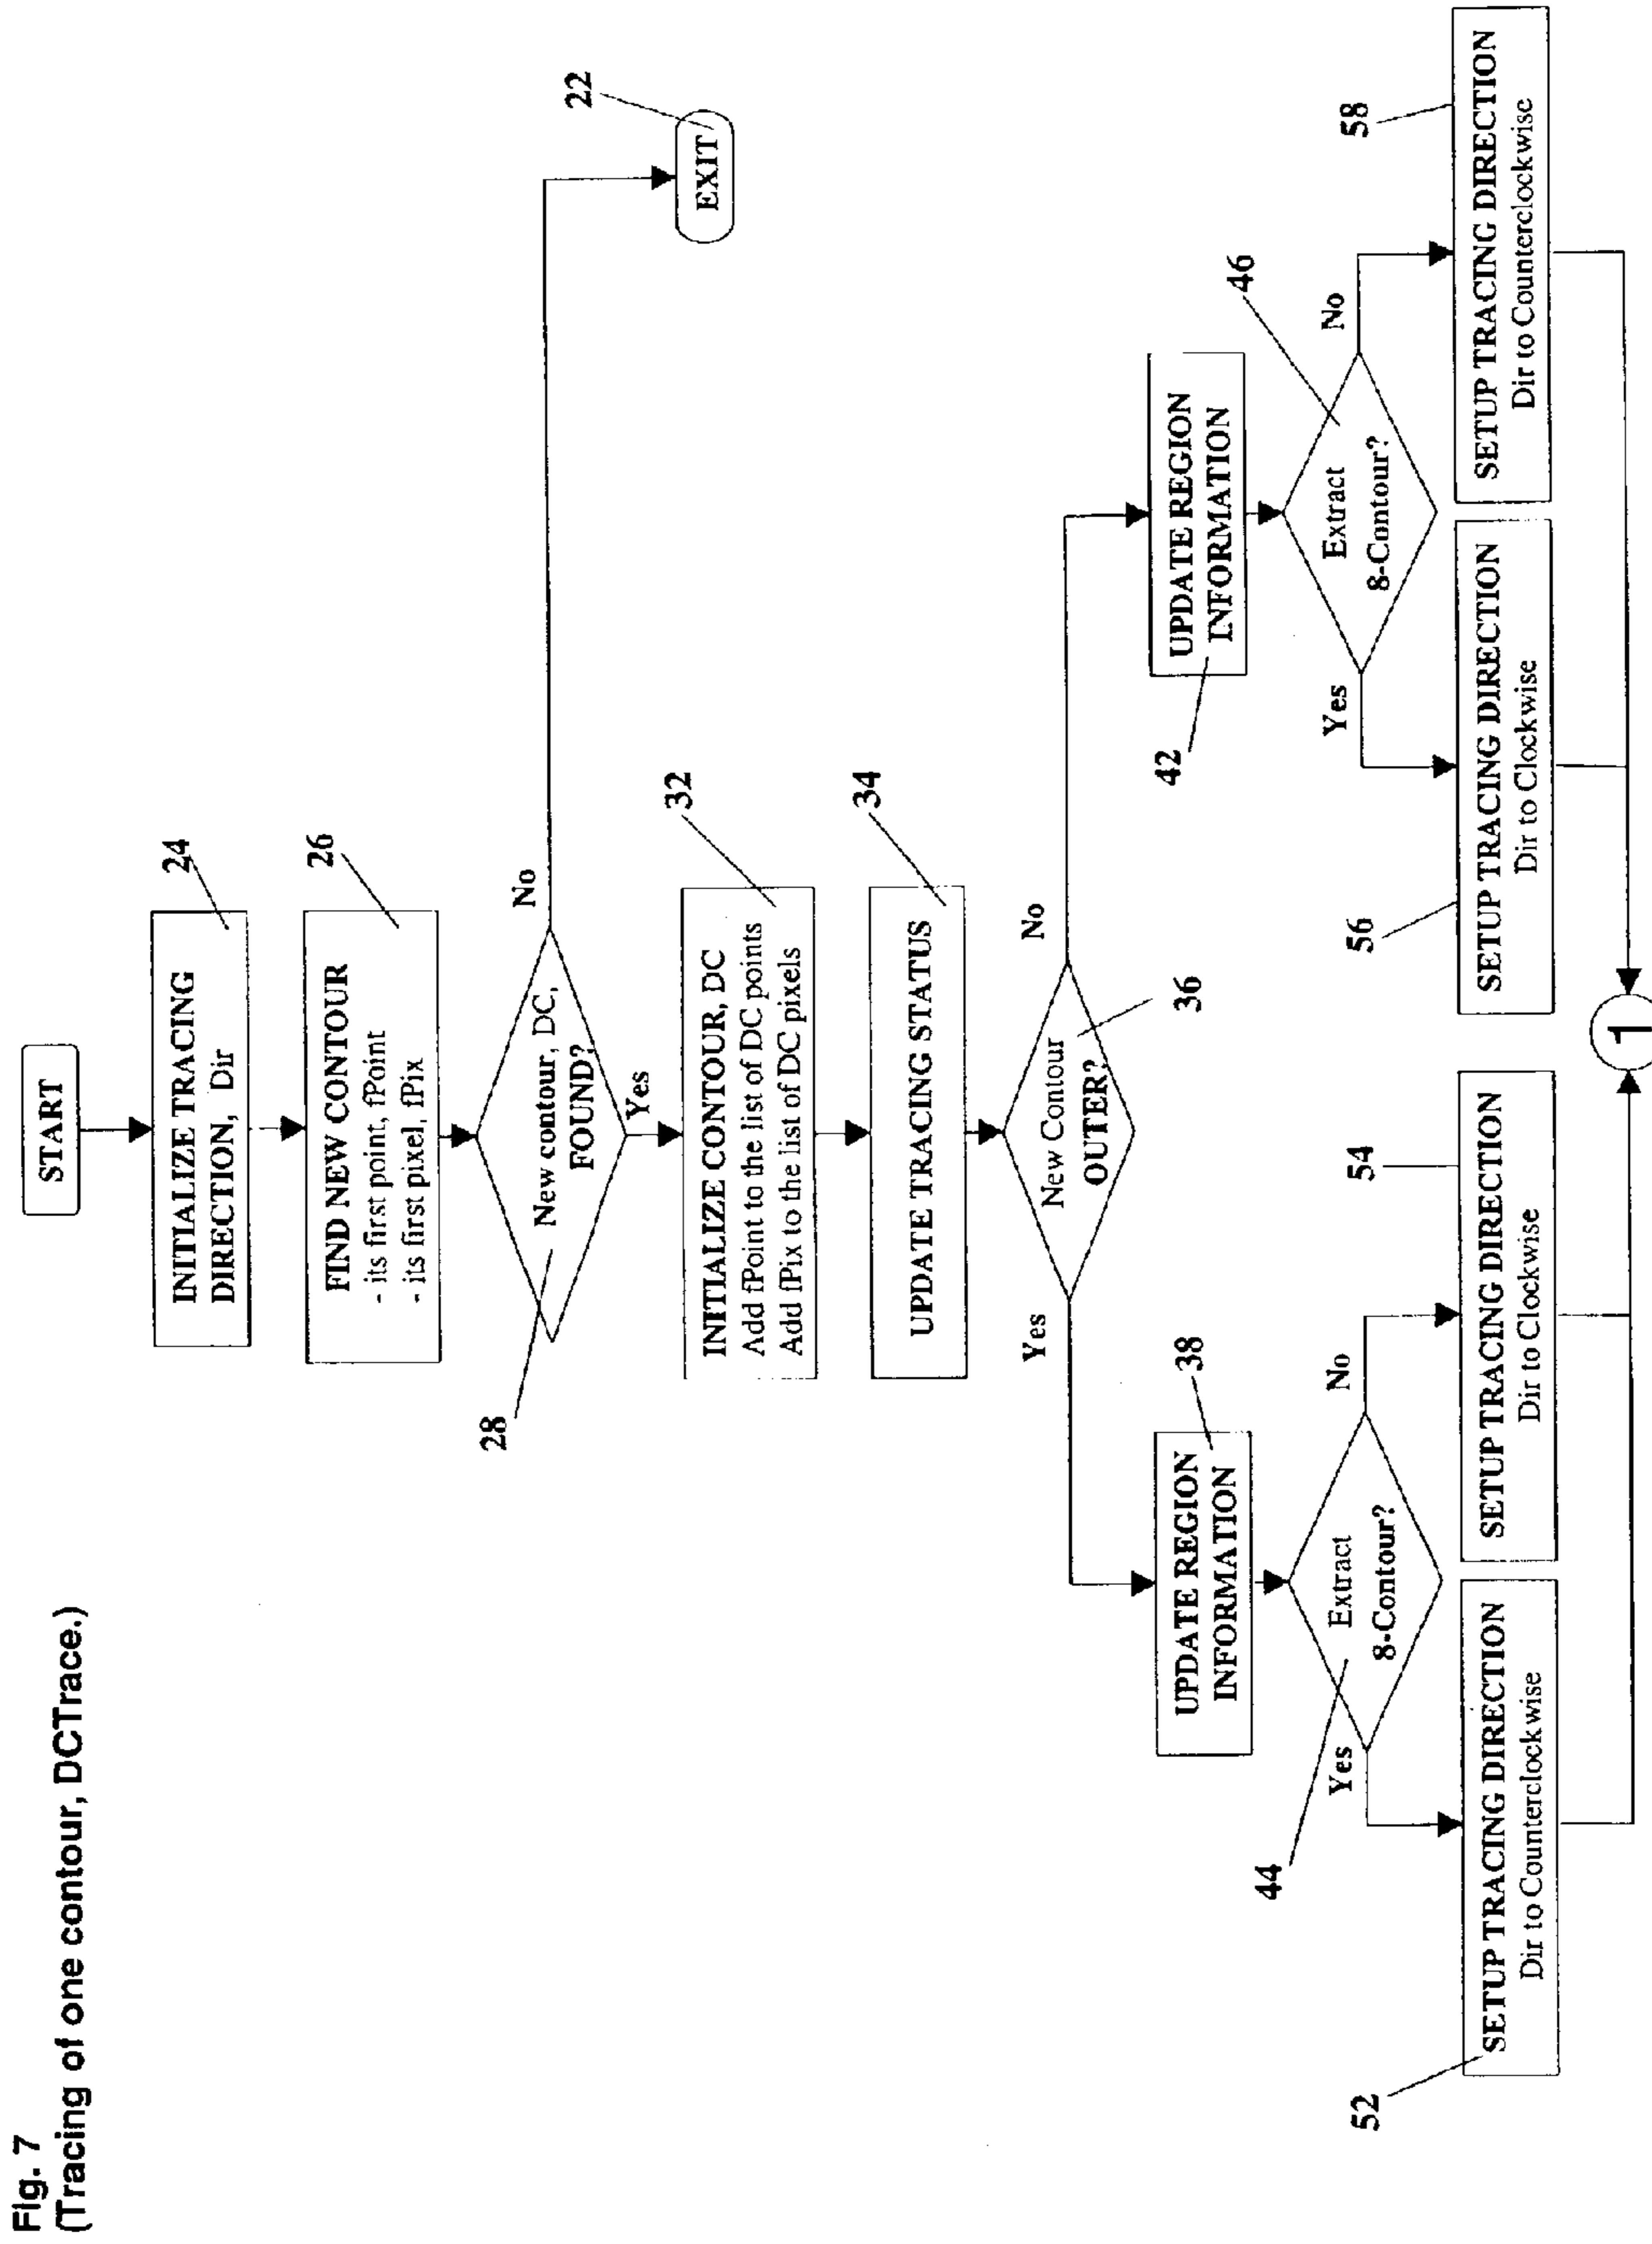 Fig. 7
(Tracing of one contour, DCTrace.)
START
INITIALIZE TRACING
DIRECTION, Dir
24
FIND NEW CONTOUR
- its first point, fPoint
- its first pixel, fPix
26
New contour, DC,
FOUND?
28
No
Yes
EXIT
22
INITIALIZE CONTOUR, DC
Add fPoint to the list of DC points
Add fPix to the list of DC pixels
32
UPDATE TRACING STATUS
34
New Contour
OUTER?
36
Yes
No
UPDATE REGION
INFORMATION
38
UPDATE REGION
INFORMATION
42
Extract
8-Contour?
44
Yes
No
Extract
8-Contour?
46
Yes
No
SETUP TRACING DIRECTION
Dir to Counterclockwise
52
SETUP TRACING DIRECTION
Dir to Clockwise
54
SETUP TRACING DIRECTION
Dir to Clockwise
56
SETUP TRACING DIRECTION
Dir to Counterclockwise
58
1